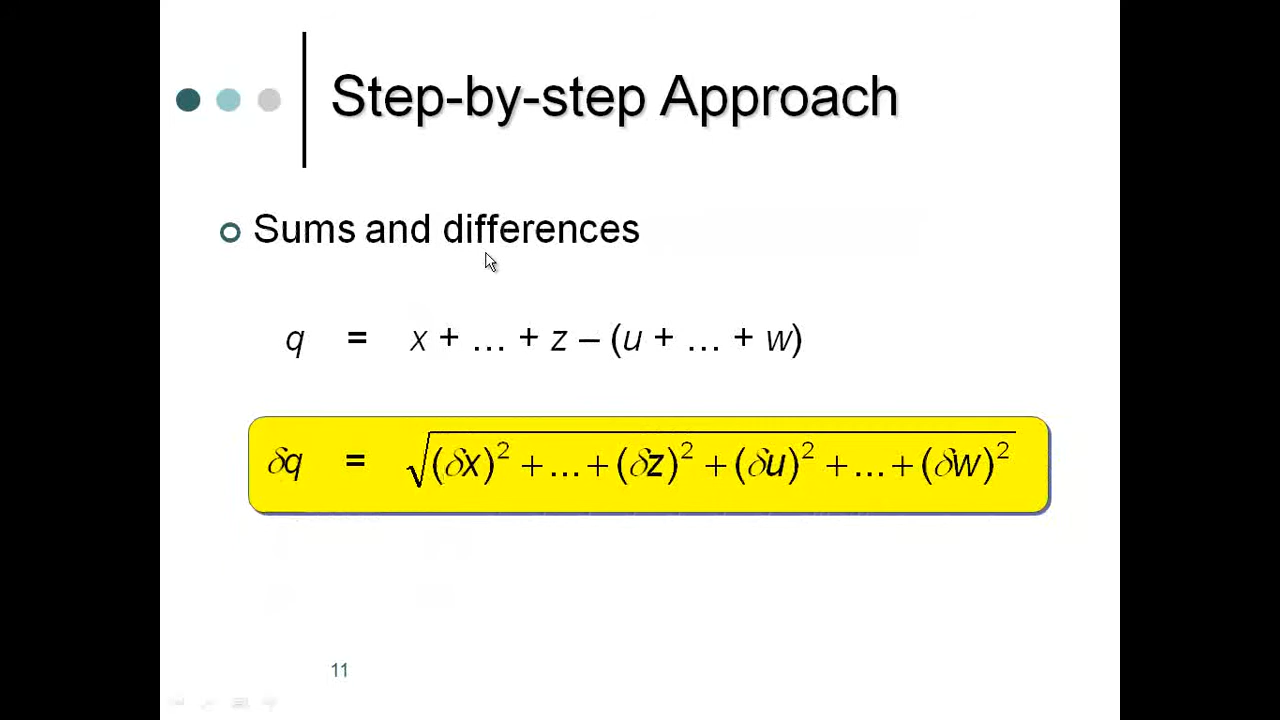 Step-by-step Approach
Sums and differences
q = x + … + z – (u + … + w)
δq = √(δx)² + … + (δz)² + (δu)² + … + (δw)²
11